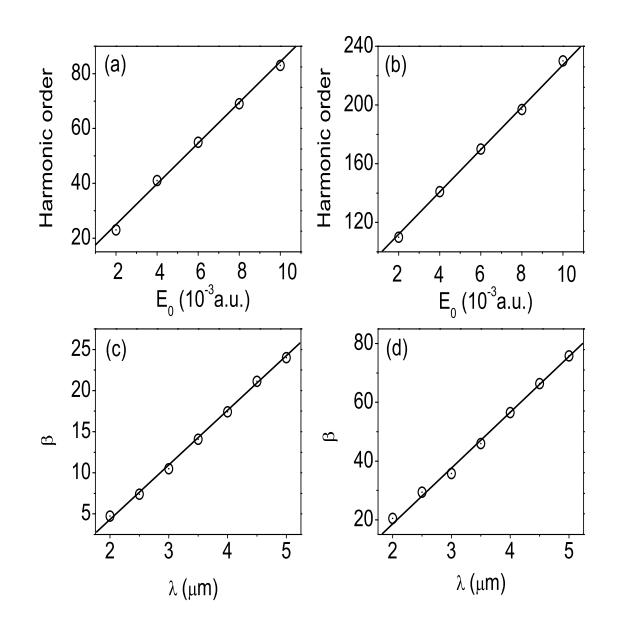 (a)
Harmonic order
80
60
40
20
2 4 6 8 10
E₀ (10⁻³a.u.)
(b)
Harmonic order
240
200
160
120
2 4 6 8 10
E₀ (10⁻³a.u.)
(c)
β
25
20
15
10
5
2 3 4 5
λ (μm)
(d)
β
80
60
40
20
2 3 4 5
λ (μm)